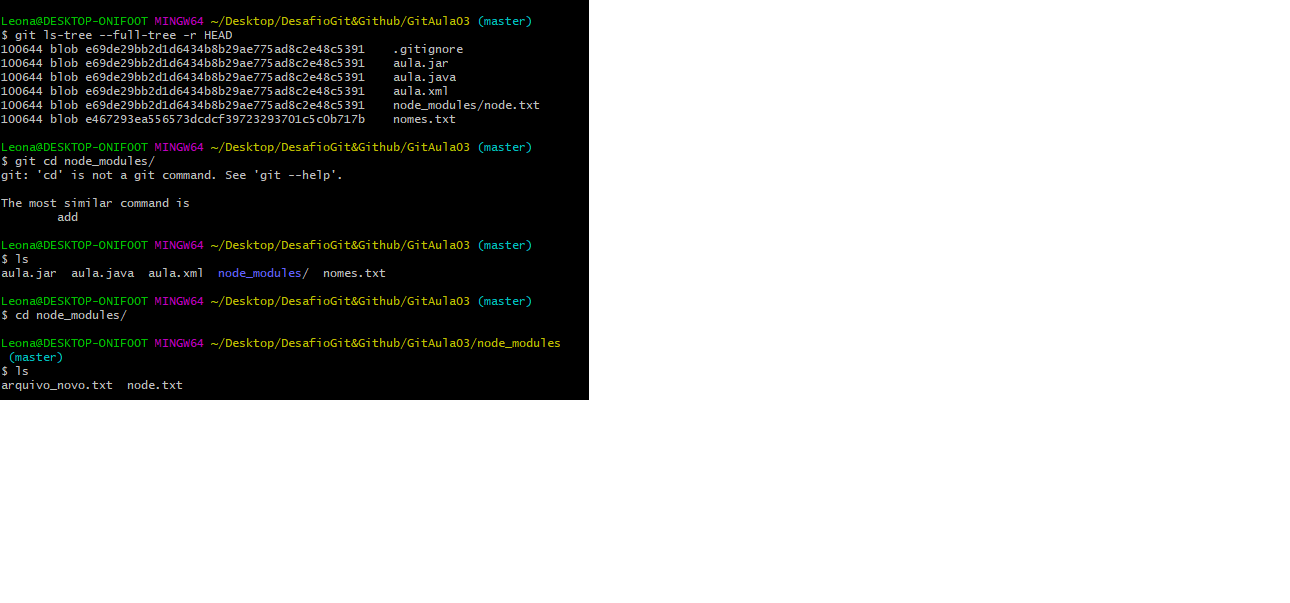 Leona@DESKTOP-ONIFOOT MINGW64 ~/Desktop/DesafioGit&Github/GitAula03 (master)
$ git ls-tree --full-tree -r HEAD
100644 blob e69de29bb2d1d6434b8b29ae775ad8c2e48c5391    .gitignore
100644 blob e69de29bb2d1d6434b8b29ae775ad8c2e48c5391    aula.jar
100644 blob e69de29bb2d1d6434b8b29ae775ad8c2e48c5391    aula.java
100644 blob e69de29bb2d1d6434b8b29ae775ad8c2e48c5391    aula.xml
100644 blob e69de29bb2d1d6434b8b29ae775ad8c2e48c5391    node_modules/node.txt
100644 blob e467293ea556573dcdcf39723293701c5c0b717b    nomes.txt
Leona@DESKTOP-ONIFOOT MINGW64 ~/Desktop/DesafioGit&Github/GitAula03 (master)
$ git cd node_modules/
git: 'cd' is not a git command. See 'git --help'.
The most similar command is
        add
Leona@DESKTOP-ONIFOOT MINGW64 ~/Desktop/DesafioGit&Github/GitAula03 (master)
$ ls
aula.jar  aula.java  aula.xml  node_modules/  nomes.txt
Leona@DESKTOP-ONIFOOT MINGW64 ~/Desktop/DesafioGit&Github/GitAula03 (master)
$ cd node_modules/
Leona@DESKTOP-ONIFOOT MINGW64 ~/Desktop/DesafioGit&Github/GitAula03/node_modules
 (master)
$ ls
arquivo_novo.txt  node.txt